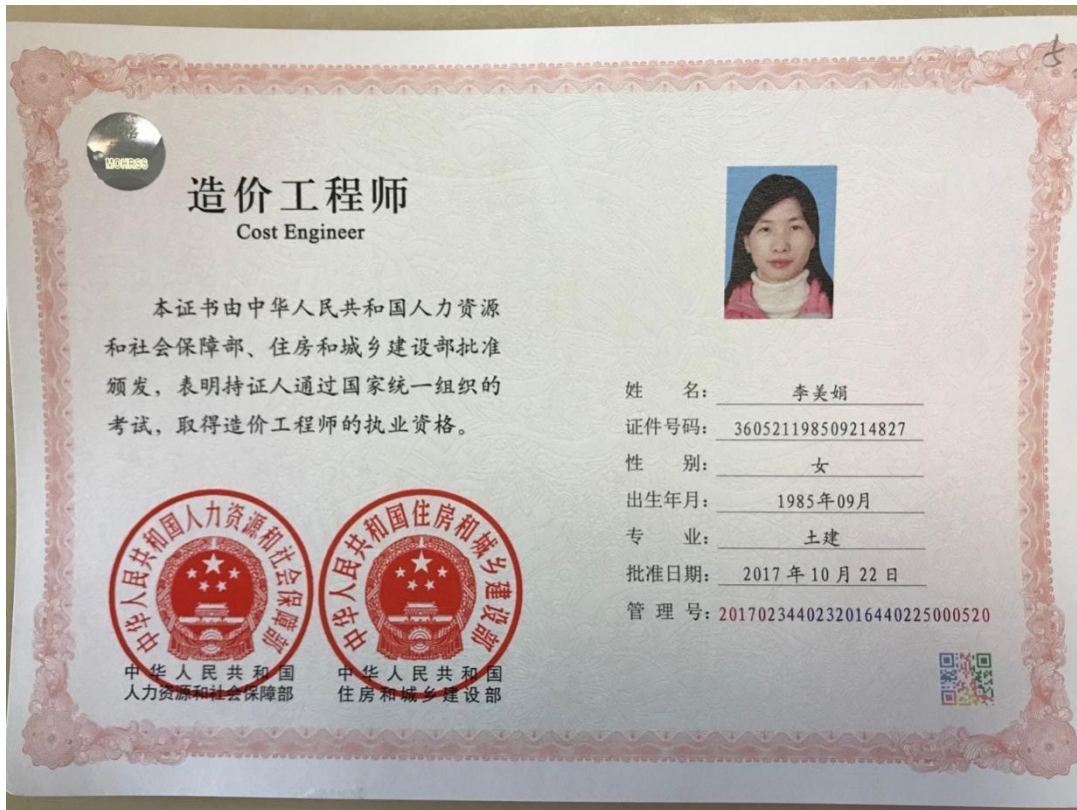 MOHRSS
造价工程师
Cost Engineer
本证书由中华人民共和国人力资源
和社会保障部、住房和城乡建设部批准
颁发，表明持证人通过国家统一组织的
考试，取得造价工程师的执业资格。
中华人民共和国人力资源和社会保障部
中华人民共和国住房和城乡建设部
中华人民共和国
人力资源和社会保障部
中华人民共和国
住房和城乡建设部
姓 名： 李美娟
证件号码： 360521198509214827
性 别： 女
出生年月： 1985年09月
专 业： 土建
批准日期： 2017 年 10 月 22 日
管 理 号：2017023440232016440225000520